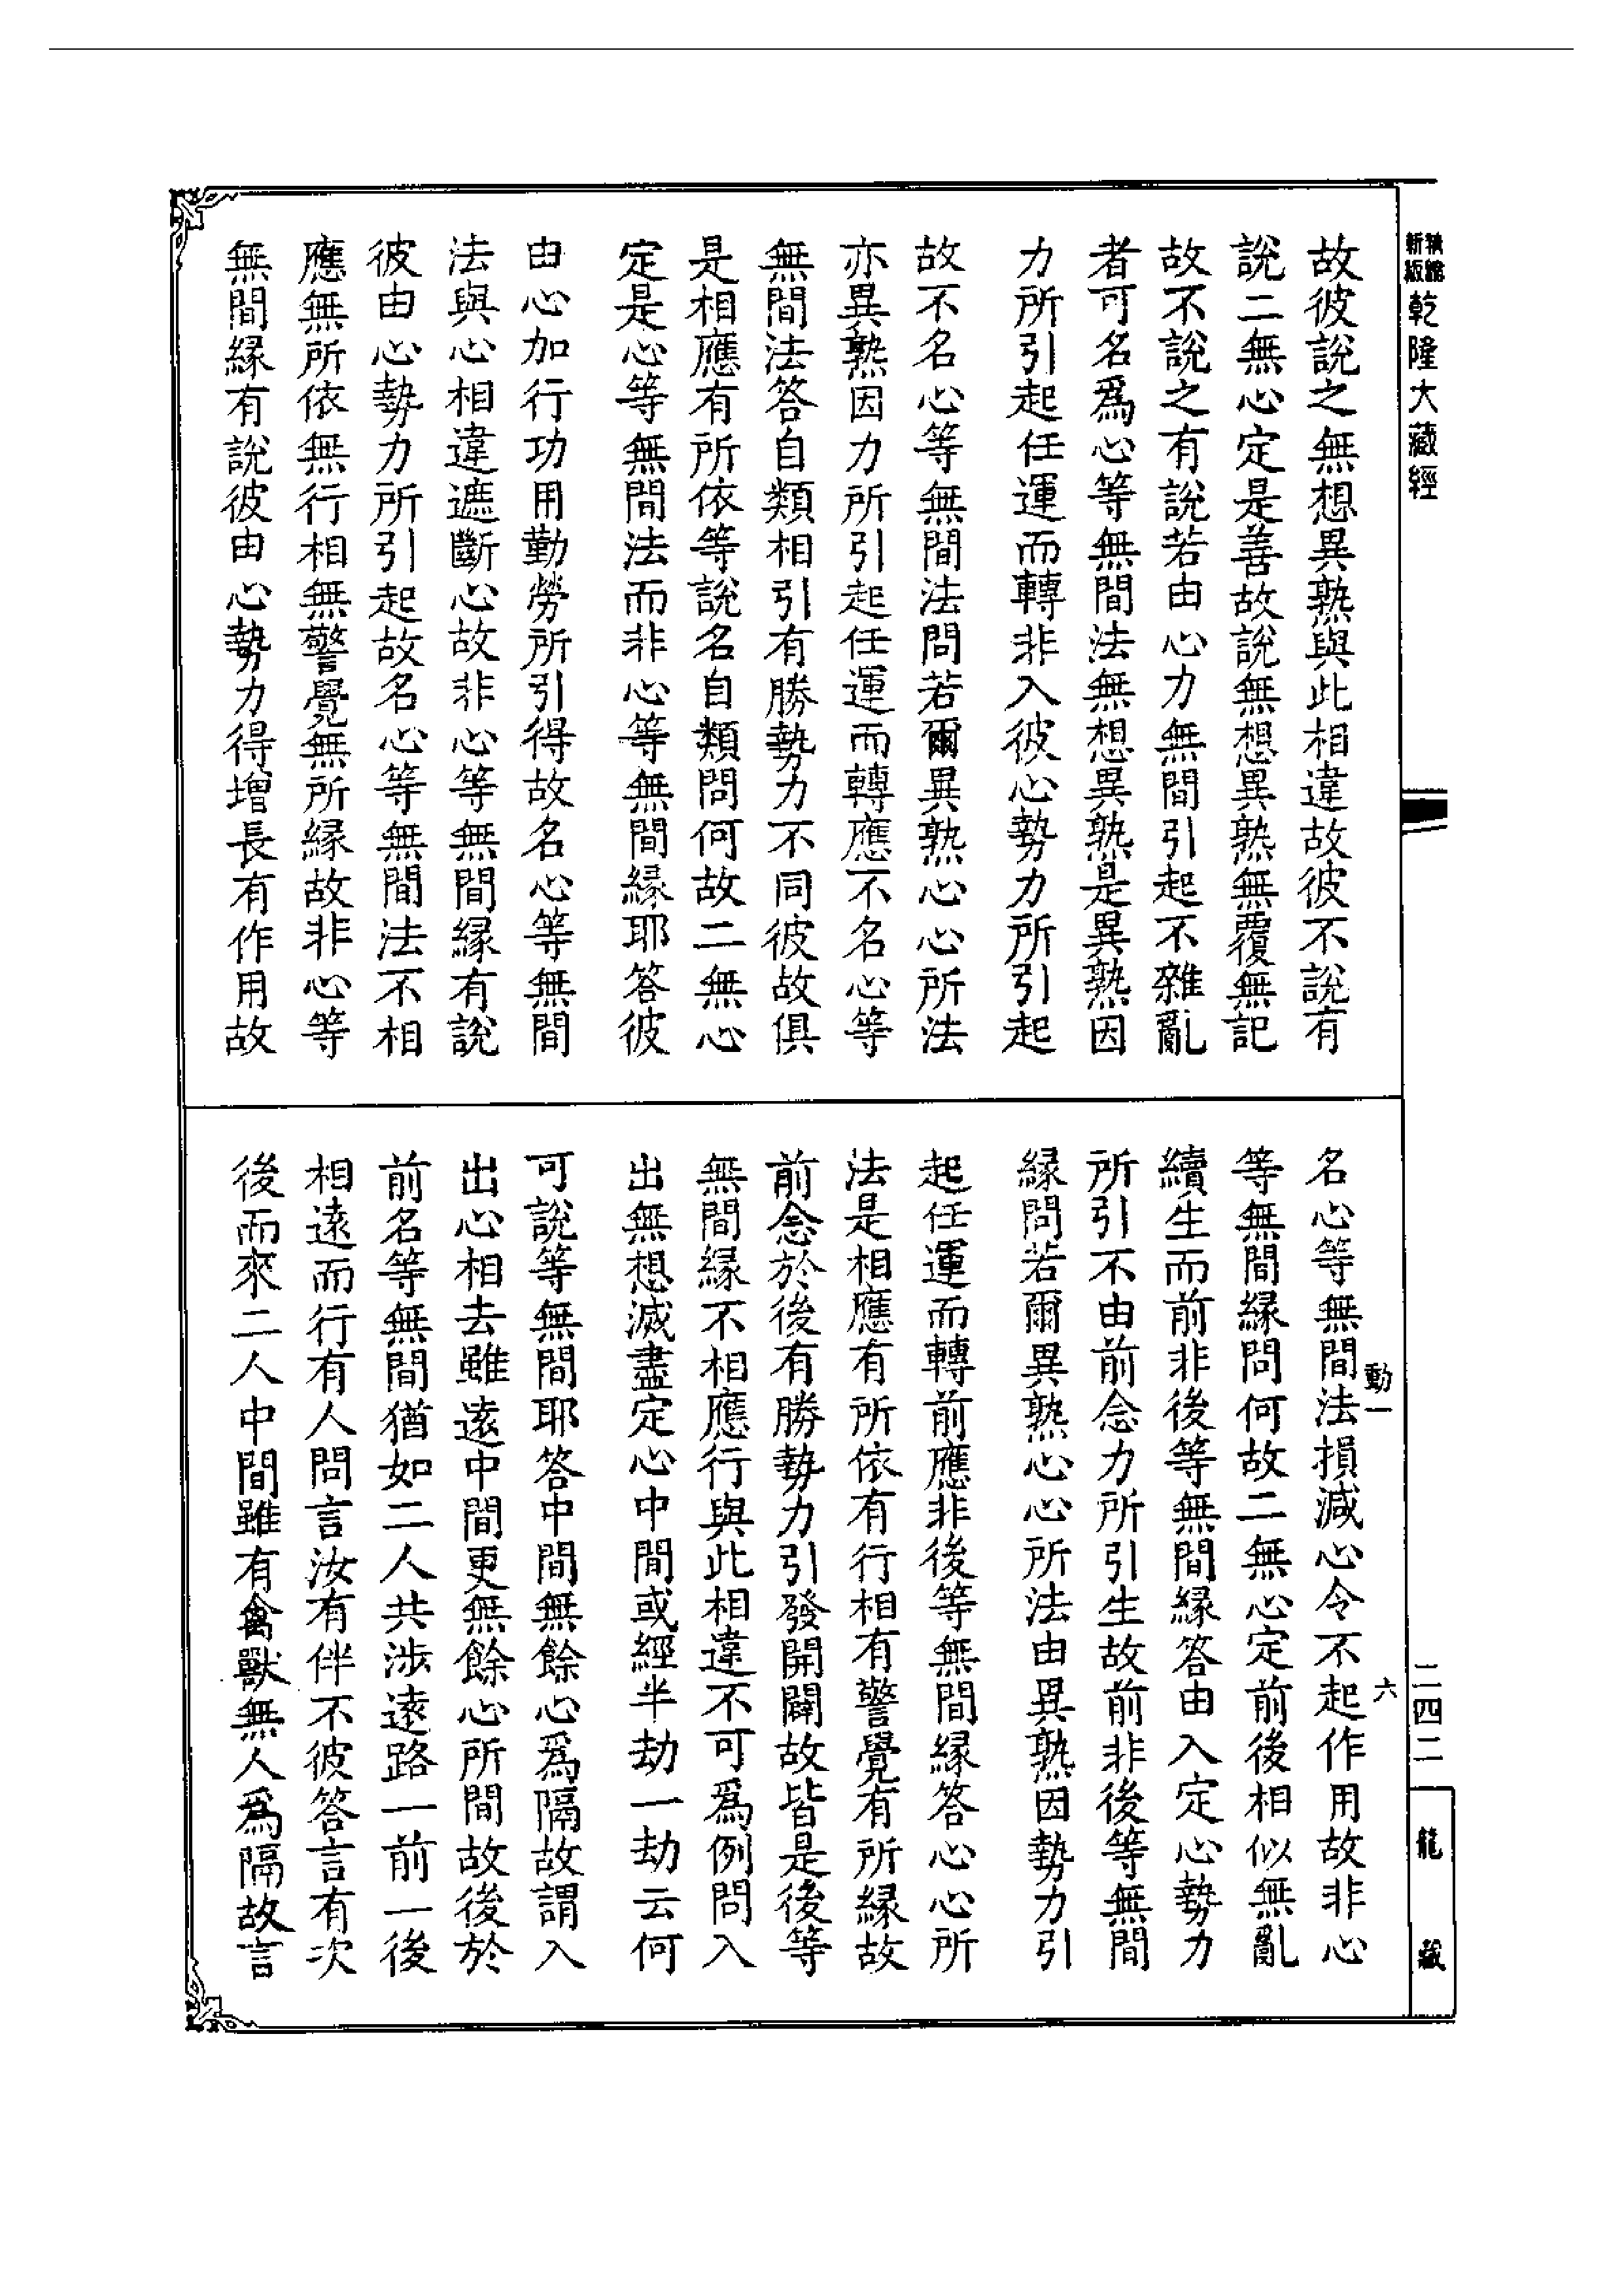 新版
乾隆大藏經
故彼說之無想異熟與此相違故彼不說有
說二無心定是善故說無想異熟無覆無記
故不說之有說若由心力無間引起不雜亂
者可名爲心等無間法無想異熟是異熟因
力所引起任運而轉非入彼心勢力所引起
故不名心等無間法問若爾異熟心心所法
亦異熟因力所引起任運而轉應不名心等
無間法答自類相引有勝勢力不同彼故俱
是相應有所依等說名自類問何故二無心
定是心等無間法而非心等無間緣耶答彼
由心加行功用勤勞所引得故名心等無間
法與心相違遮斷心故非心等無間緣有說
彼由心勢力所引起故名心等無間法不相
應無所依無行相無警覺無所緣故非心等
無間緣有說彼由心勢力得增長有作用故
動一
六
名心等無間法損減心令不起作用故非心
等無間緣問何故二無心定前後相似無亂
續生而前非後等無間緣答由入定心勢力
所引不由前念力所引生故前非後等無間
緣問若爾異熟心心所法由異熟因勢力引
起任運而轉前應非後等無間緣答心心所
法是相應有所依有行相有警覺有所緣故
前念於後有勝勢力引發開闢故皆是後等
無間緣不相應行與此相違不可爲例問入
出無想滅盡定心中間或經半劫一劫云何
可說等無間耶答中間無餘心爲隔故謂入
出心相去雖遠中間更無餘心所間故後於
前名等無間猶如二人共涉遠路一前一後
相遠而行有人問言汝有伴不彼答言有次
後而來二人中間雖有禽獸無人爲隔故言
二四二
龍藏